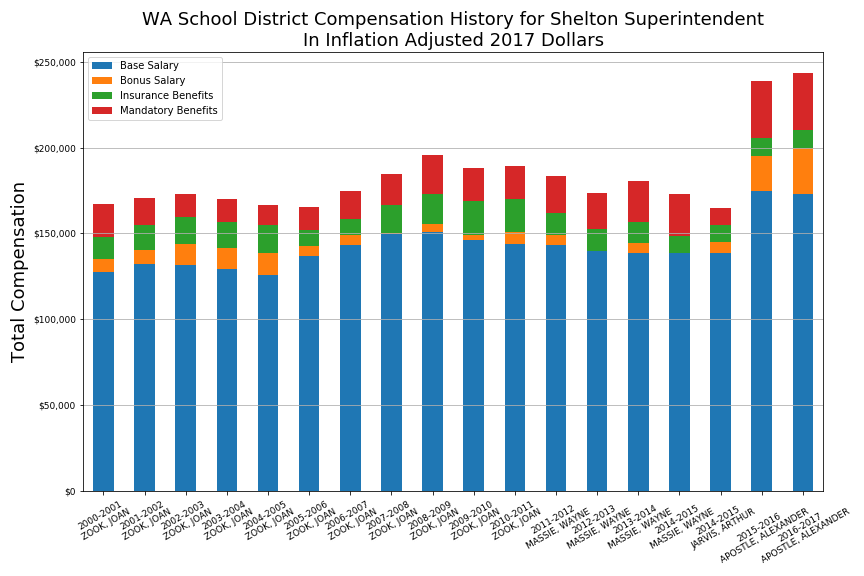 WA School District Compensation History for Shelton Superintendent
In Inflation Adjusted 2017 Dollars
Total Compensation
$250,000
$200,000
$150,000
$100,000
$50,000
$0
Base Salary
Bonus Salary
Insurance Benefits
Mandatory Benefits
2000-2001
ZOOK, JOAN
2001-2002
ZOOK, JOAN
2002-2003
ZOOK, JOAN
2003-2004
ZOOK, JOAN
2004-2005
ZOOK, JOAN
2005-2006
ZOOK, JOAN
2006-2007
ZOOK, JOAN
2007-2008
ZOOK, JOAN
2008-2009
ZOOK, JOAN
2009-2010
ZOOK, JOAN
2010-2011
ZOOK, JOAN
2011-2012
MASSIE, WAYNE
2012-2013
MASSIE, WAYNE
2013-2014
MASSIE, WAYNE
2014-2015
MASSIE, WAYNE
2014-2015
JARVIS, ARTHUR
2015-2016
APOSTLE, ALEXANDER
2016-2017
APOSTLE, ALEXANDER